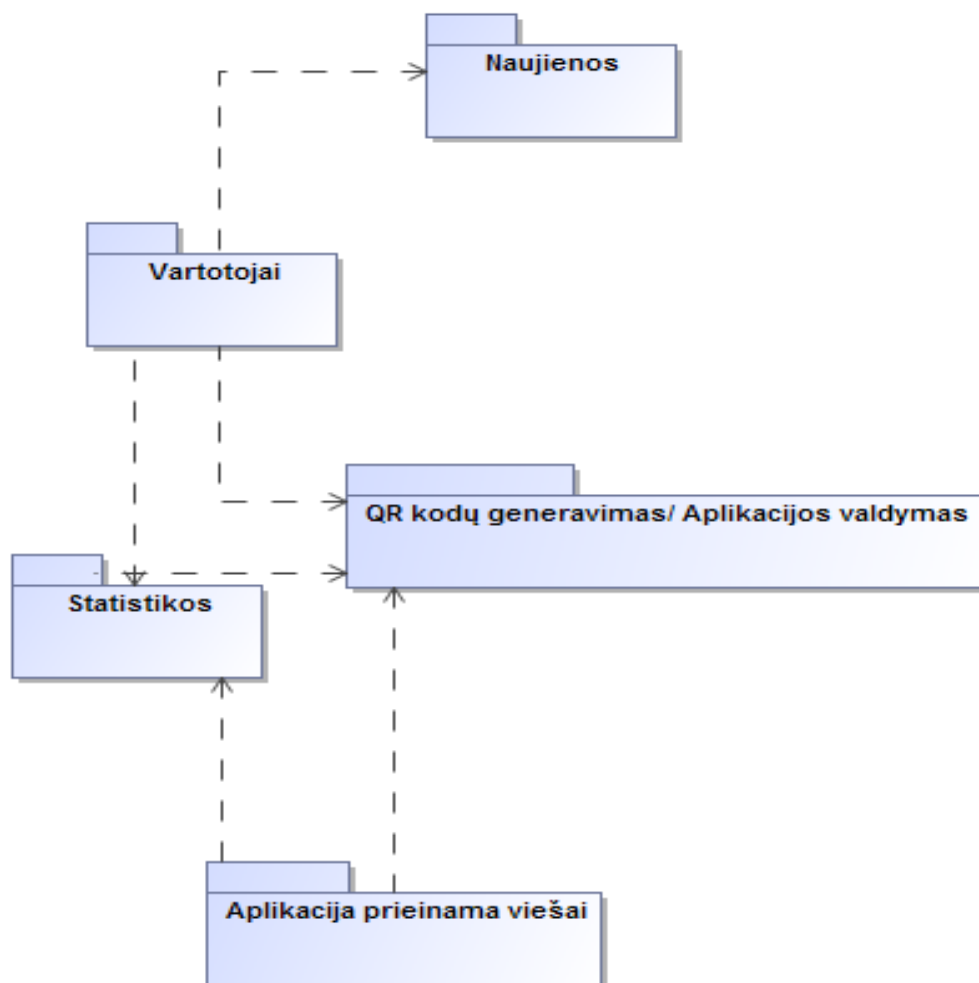 Naujienos
Vartotojai
QR kodų generavimas/ Aplikacijos valdymas
Statistikos
Aplikacija prieinama viešai